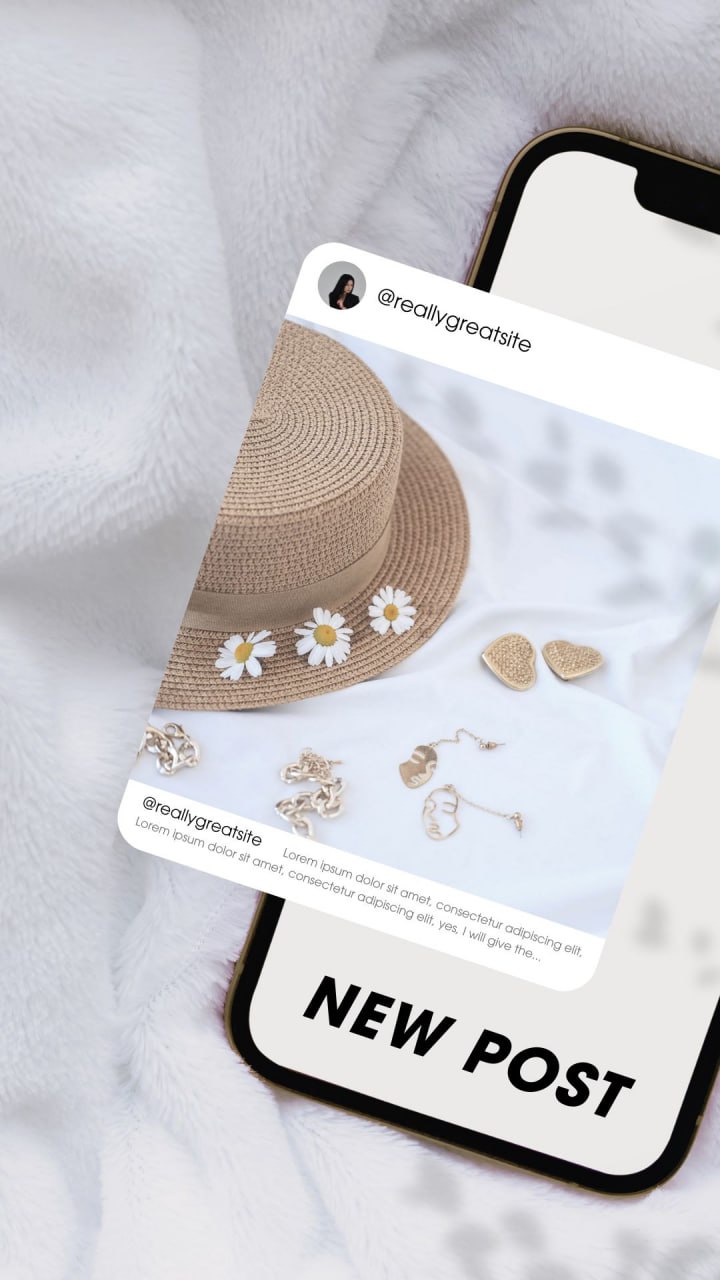 @reallygreatsite
@reallygreatsite Lorem ipsum dolor sit amet, consectetur adipiscing elit,
Lorem ipsum dolor sit amet, consectetur adipiscing elit, yes, I will give the...
NEW POST